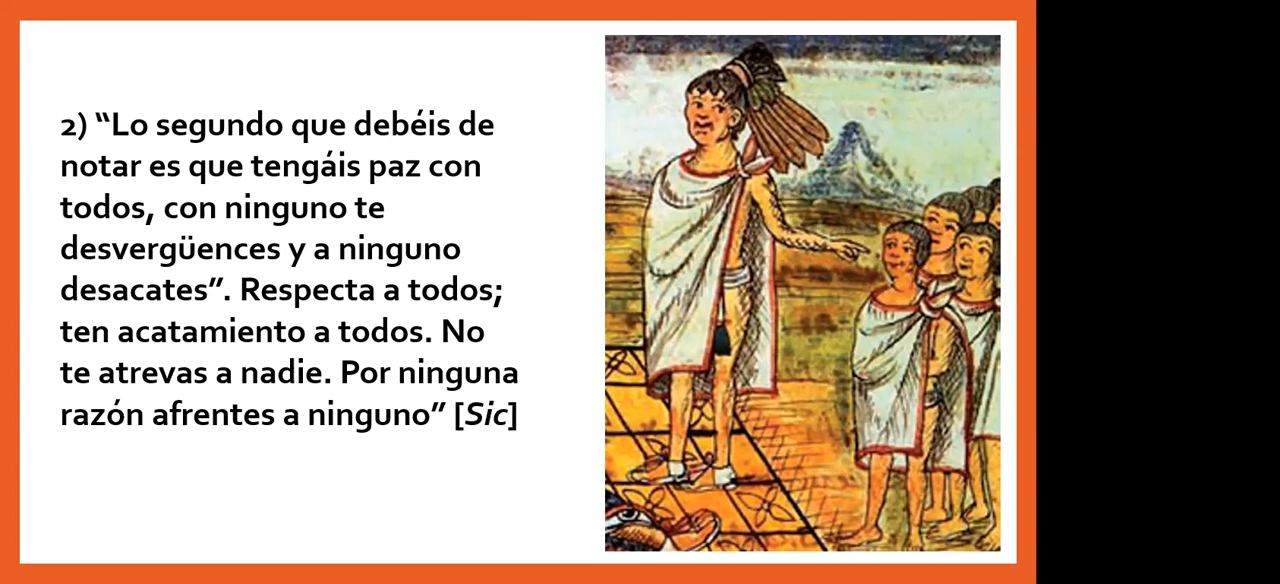 2) “Lo segundo que debéis de
notar es que tengáis paz con
todos, con ninguno te
desvergüences y a ninguno
desacates”. Respecta a todos;
ten acatamiento a todos. No
te atrevas a nadie. Por ninguna
razón afrentes a ninguno” [Sic]